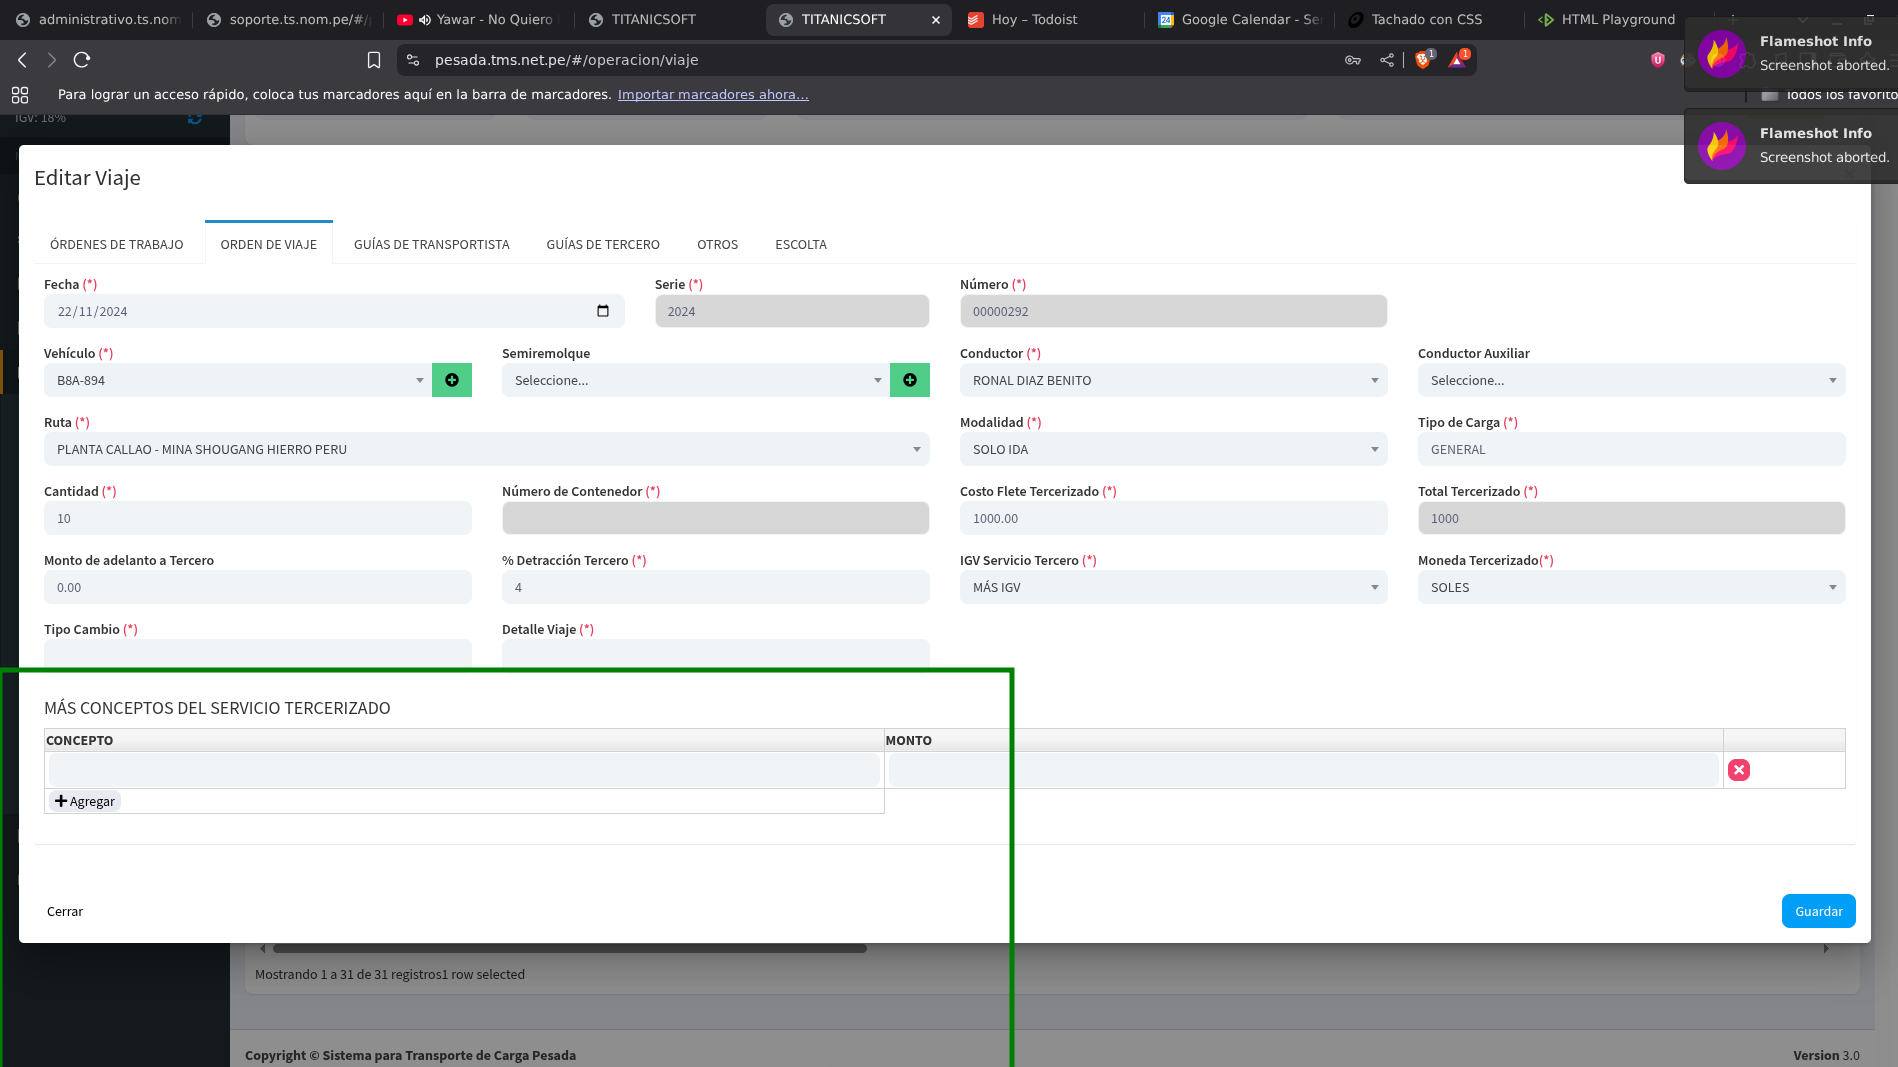 administrativo.ts.nom
soporte.ts.nom.pe/#/
Yawar - No Quiero
TITANICSOFT
TITANICSOFT
Hoy – Todoist
24
Google Calendar - Se
Tachado con CSS
HTML Playground
pesada.tms.net.pe/#/operacion/viaje
1
1
Flameshot Info
Screenshot aborted.
Para lograr un acceso rápido, coloca tus marcadores aquí en la barra de marcadores. Importar marcadores ahora…
Todos los favorito
IGV: 18%
Flameshot Info
Screenshot aborted.
Editar Viaje
ÓRDENES DE TRABAJO
ORDEN DE VIAJE
GUÍAS DE TRANSPORTISTA
GUÍAS DE TERCERO
OTROS
ESCOLTA
Fecha (*)
Serie (*)
Número (*)
22/11/2024
2024
00000292
Vehículo (*)
Semiremolque
Conductor (*)
Conductor Auxiliar
B8A-894
Seleccione...
RONAL DIAZ BENITO
Seleccione...
Ruta (*)
Modalidad (*)
Tipo de Carga (*)
PLANTA CALLAO - MINA SHOUGANG HIERRO PERU
SOLO IDA
GENERAL
Cantidad (*)
Número de Contenedor (*)
Costo Flete Tercerizado (*)
Total Tercerizado (*)
10
1000.00
1000
Monto de adelanto a Tercero
% Detracción Tercero (*)
IGV Servicio Tercero (*)
Moneda Tercerizado(*)
0.00
4
MÁS IGV
SOLES
Tipo Cambio (*)
Detalle Viaje (*)
MÁS CONCEPTOS DEL SERVICIO TERCERIZADO
CONCEPTO
MONTO
Agregar
Cerrar
Guardar
Mostrando 1 a 31 de 31 registros1 row selected
Copyright © Sistema para Transporte de Carga Pesada
Version 3.0